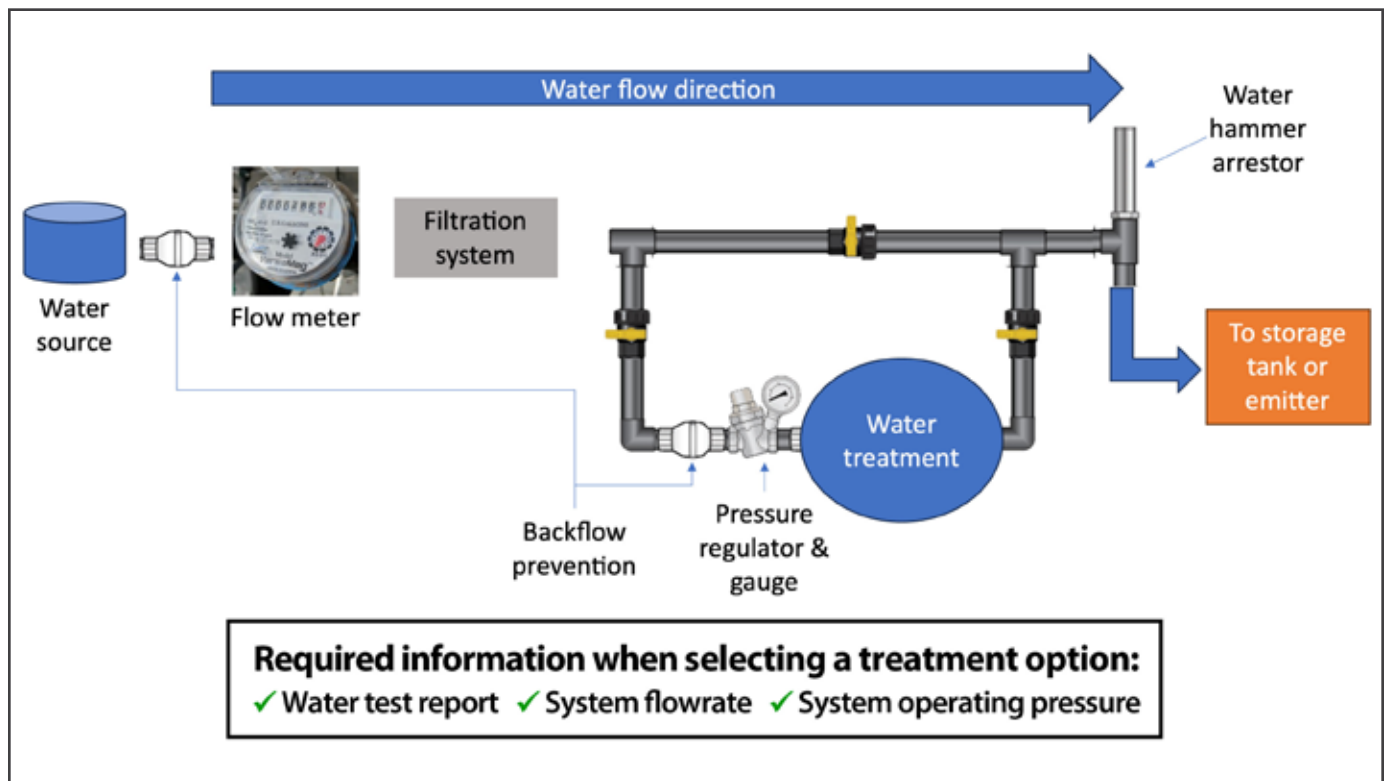 Water flow direction
Water
hammer
arrestor
Filtration
system
Water
source
Flow meter
To storage
tank or
emitter
Water
treatment
Backflow
prevention
Pressure
regulator &
gauge
Required information when selecting a treatment option:
✓ Water test report ✓ System flowrate ✓ System operating pressure